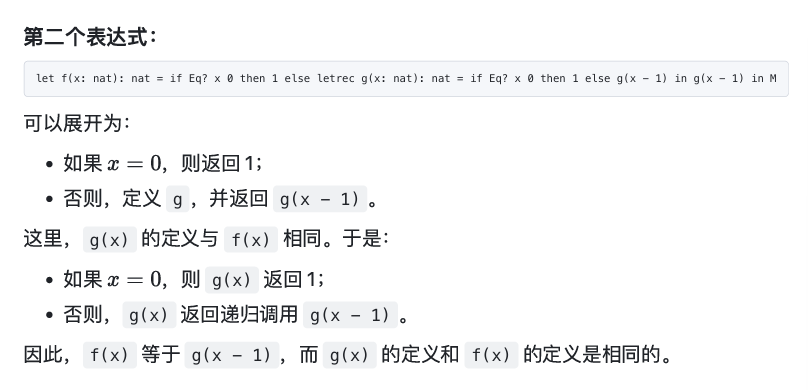 第二个表达式：
let f(x: nat): nat = if Eq? x 0 then 1 else letrec g(x: nat): nat = if Eq? x 0 then 1 else g(x − 1) in g(x − 1) in M
可以展开为：
• 如果 x = 0，则返回 1；
• 否则，定义 g ，并返回 g(x − 1) 。
这里， g(x) 的定义与 f(x) 相同。于是：
• 如果 x = 0，则 g(x) 返回 1；
• 否则， g(x) 返回递归调用 g(x − 1) 。
因此， f(x) 等于 g(x − 1) ，而 g(x) 的定义和 f(x) 的定义是相同的。